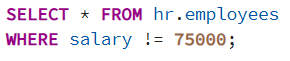 SELECT * FROM hr.employees
WHERE salary != 75000;